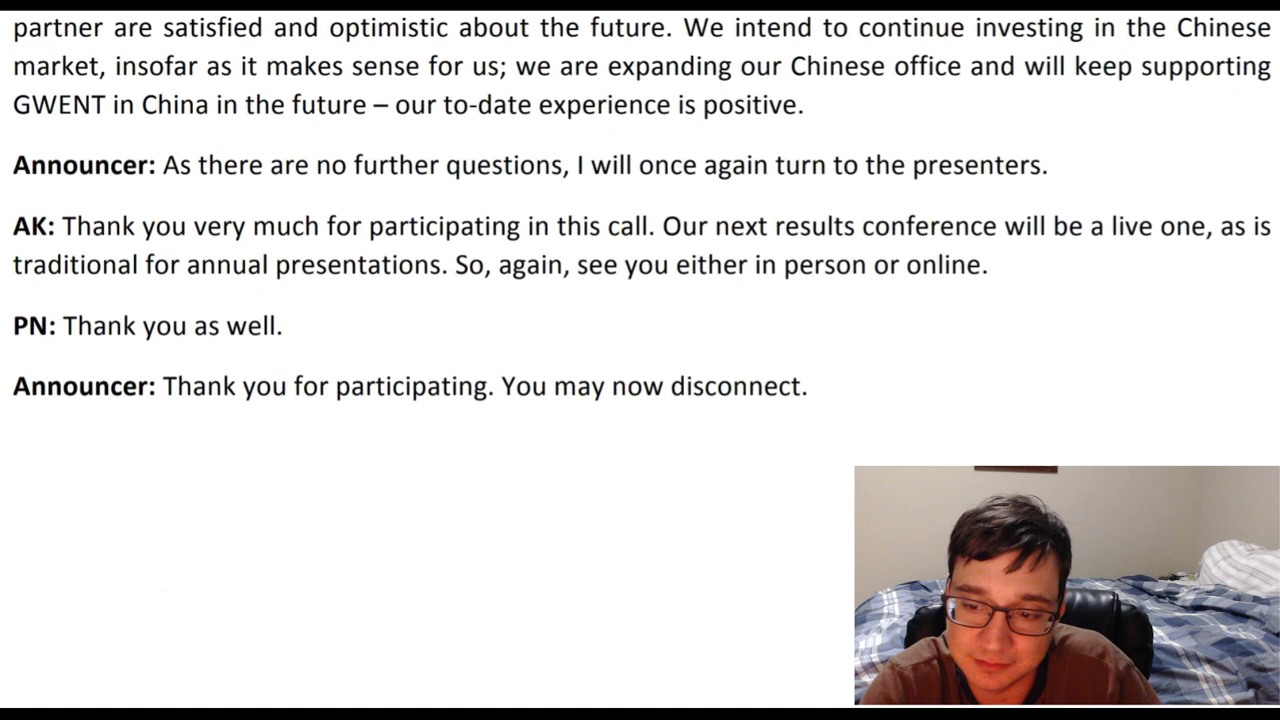 partner are satisfied and optimistic about the future. We intend to continue investing in the Chinese
market, insofar as it makes sense for us; we are expanding our Chinese office and will keep supporting
GWENT in China in the future – our to-date experience is positive.
Announcer: As there are no further questions, I will once again turn to the presenters.
AK: Thank you very much for participating in this call. Our next results conference will be a live one, as is
traditional for annual presentations. So, again, see you either in person or online.
PN: Thank you as well.
Announcer: Thank you for participating. You may now disconnect.